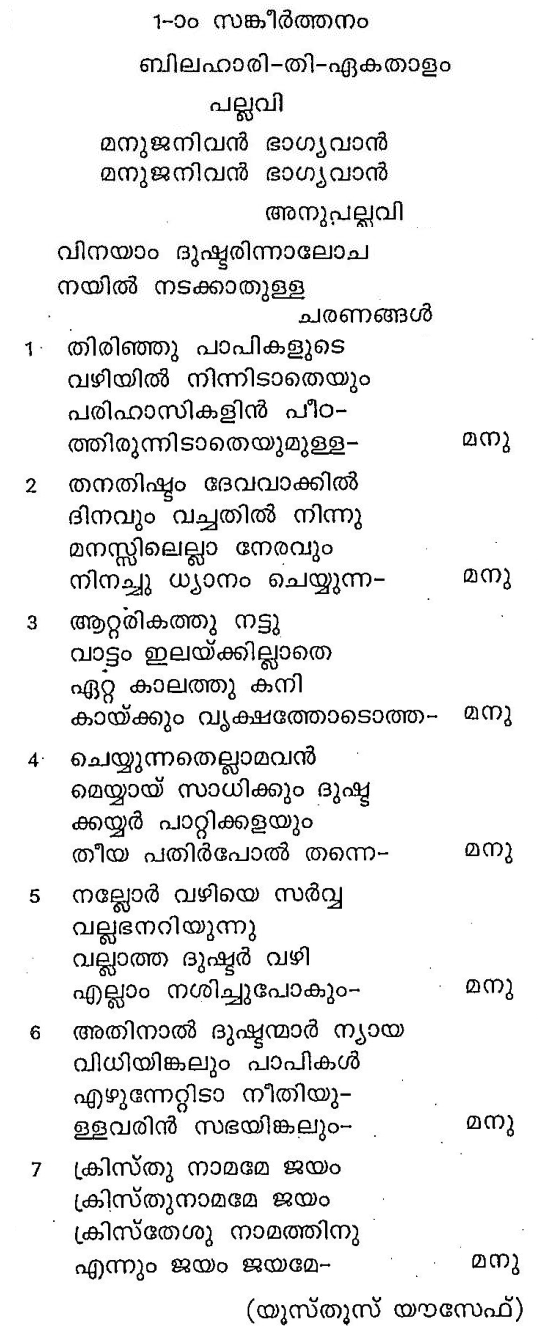 1-ാം സങ്കീർത്തനം
ബിലഹാരി-തി-ഏകതാളം
പല്ലവി
മനുജനിവൻ ഭാഗ്യവാൻ
മനുജനിവൻ ഭാഗ്യവാൻ
അനുപല്ലവി
വിനയാം ദുഷ്ടരിന്നാലോച
നയിൽ നടക്കാതുള്ള
ചരണങ്ങൾ
1 തിരിഞ്ഞു പാപികളുടെ
വഴിയിൽ നിന്നിടാതെയും
പരിഹാസികളിൻ പീഠ-
ത്തിരുന്നിടാതെയുമുള്ള- മനു
2 തനതിഷ്ടം ദേവവാക്കിൽ
ദിനവും വച്ചതിൽ നിന്നു
മനസ്സിലെല്ലാ നേരവും
നിനച്ചു ധ്യാനം ചെയ്യുന്ന- മനു
3 ആറ്റരികത്തു നട്ടു
വാട്ടം ഇലയ്ക്കില്ലാതെ
ഏറ്റ കാലത്തു കനി
കായ്ക്കും വൃക്ഷത്തോടൊത്ത- മനു
4 ചെയ്യുന്നതെല്ലാമവൻ
മെയ്യായ് സാധിക്കും ദുഷ്ട
ക്കയ്യർ പാറ്റിക്കളയും
തീയ പതിർപോൽ തന്നെ- മനു
5 നല്ലോർ വഴിയെ സർവ്വ
വല്ലഭനറിയുന്നു
വല്ലാത്ത ദുഷ്ടർ വഴി
എല്ലാം നശിച്ചുപോകും- മനു
6 അതിനാൽ ദുഷ്ടന്മാർ ന്യായ
വിധിയിങ്കലും പാപികൾ
എഴുന്നേറ്റിടാ നീതിയു-
ള്ളവരിൻ സഭയിങ്കലും- മനു
7 ക്രിസ്തു നാമമേ ജയം
ക്രിസ്തുനാമമേ ജയം
ക്രിസ്തേശു നാമത്തിനു
എന്നും ജയം ജയമേ- മനു
(യൂസ്തൂസ് യൗസേഫ്)